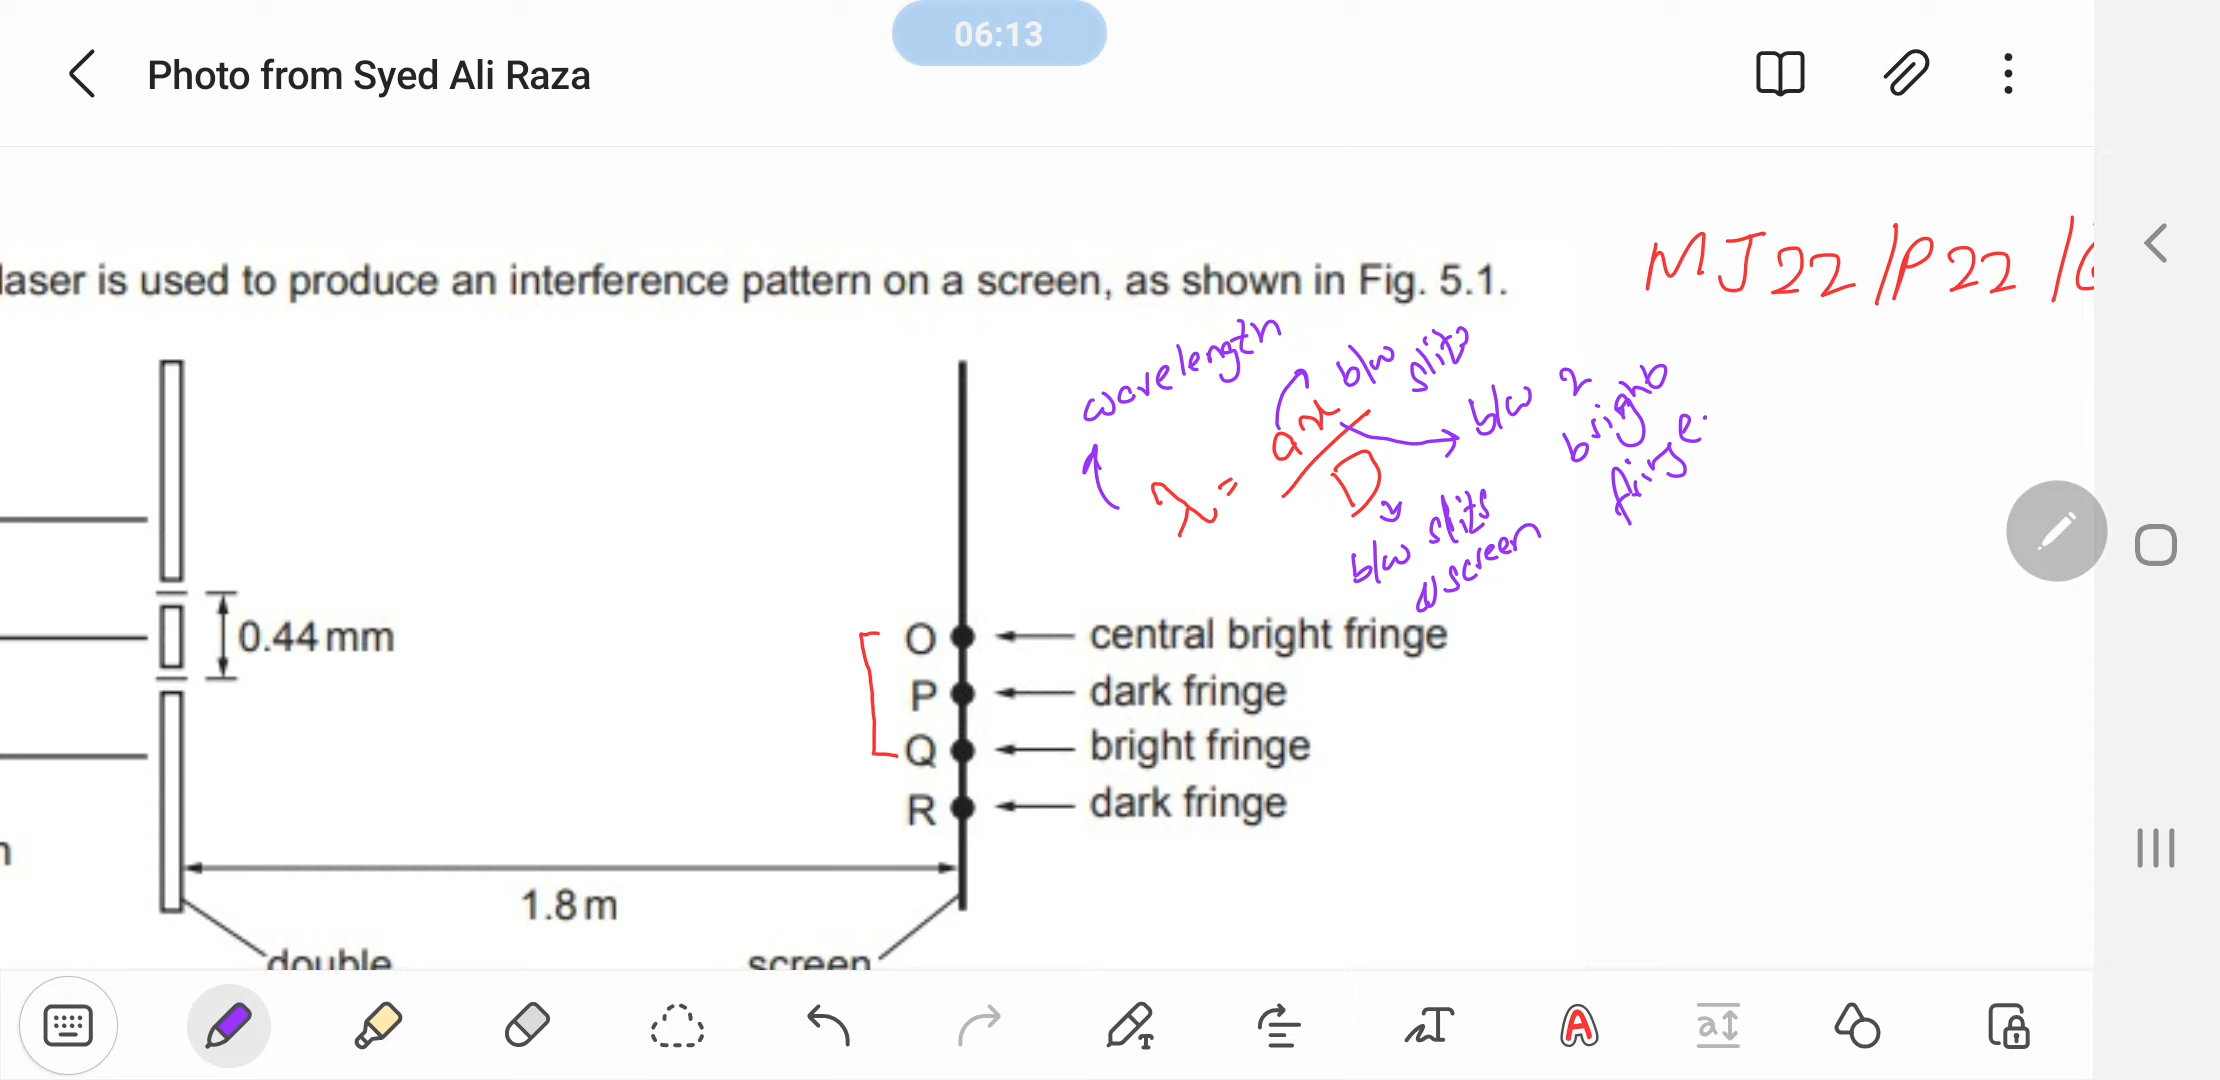 06:13
Photo from Syed Ali Raza
laser is used to produce an interference pattern on a screen, as shown in Fig. 5.1.
MJ22/P22/
wavelength
b/w slits
b/w 2 bright fringe.
λ = ax/D
b/w slits
screen
0.44 mm
O central bright fringe
P dark fringe
Q bright fringe
R dark fringe
1.8 m
double
screen